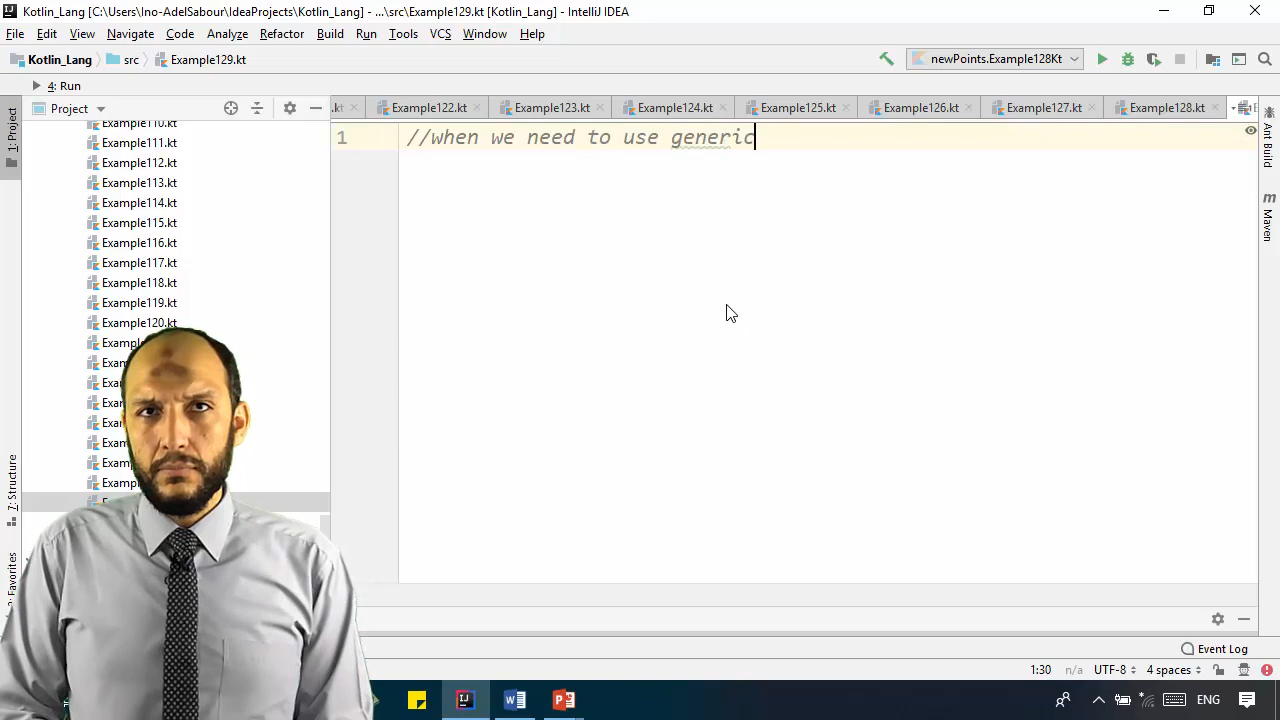 Kotlin_Lang [C:\Users\Ino-AdelSabour\IdeaProjects\Kotlin_Lang] - ...\src\Example129.kt [Kotlin_Lang] - IntelliJ IDEA
File Edit View Navigate Code Analyze Refactor Build Run Tools VCS Window Help
Kotlin_Lang src Example129.kt newPoints.Example128Kt
4: Run
Project
.kt Example122.kt Example123.kt Example124.kt Example125.kt Example126.kt Example127.kt Example128.kt
1 //when we need to use generic
Example110.kt
Example111.kt
Example112.kt
Example113.kt
Example114.kt
Example115.kt
Example116.kt
Example117.kt
Example118.kt
Example119.kt
Example120.kt
1: Project
7: Structure
2: Favorites
Ant Build
m Maven
Event Log
1:30 n/a UTF-8 4 spaces
ENG